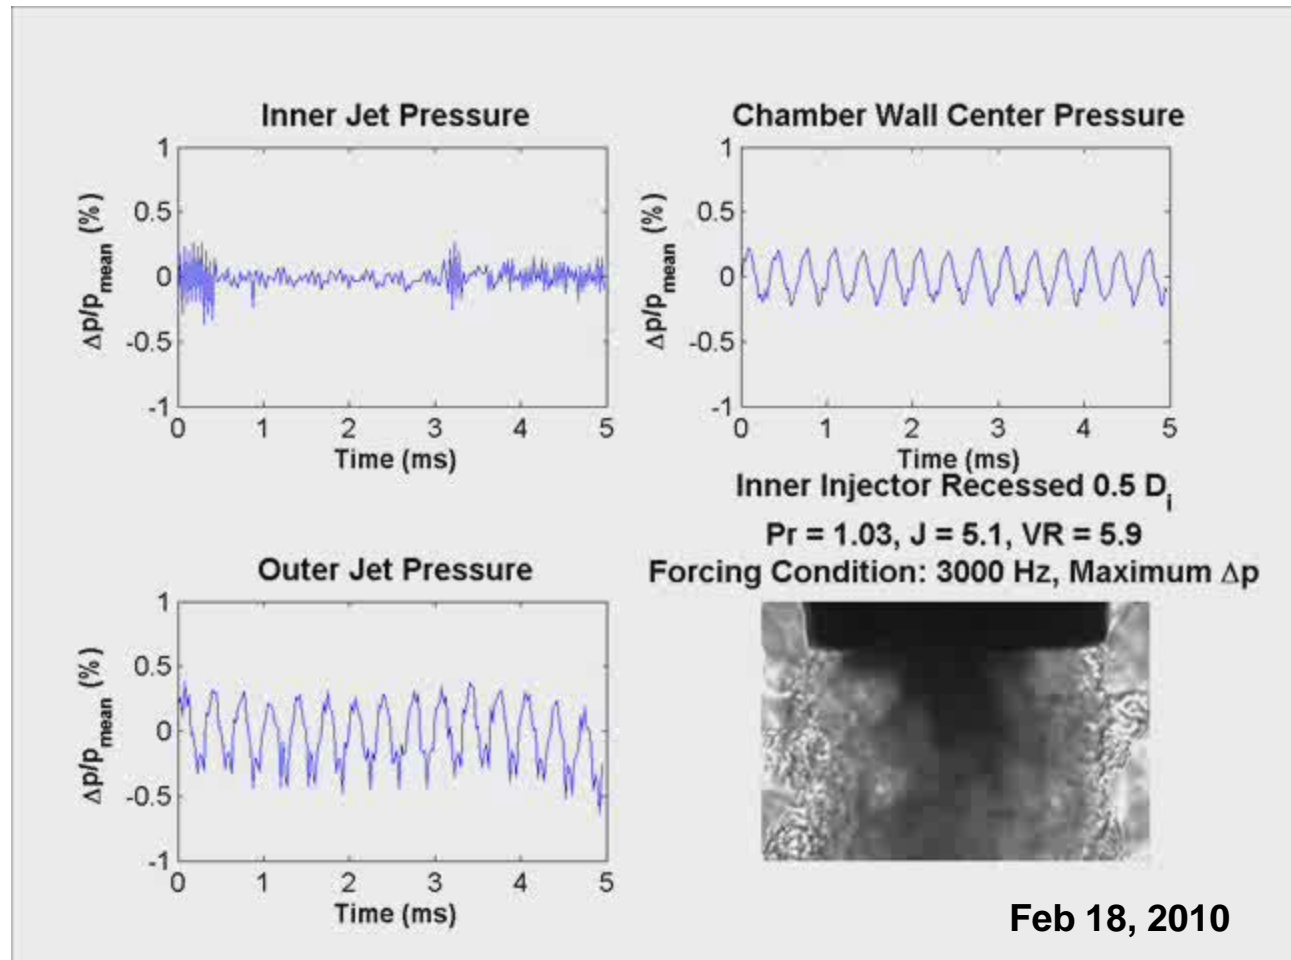 Inner Jet Pressure
Δp/p_mean (%)
1
0.5
0
-0.5
-1
0 1 2 3 4 5
Time (ms)
Chamber Wall Center Pressure
Δp/p_mean (%)
1
0.5
0
-0.5
-1
0 1 2 3 4 5
Time (ms)
Inner Injector Recessed 0.5 D_i
Pr = 1.03, J = 5.1, VR = 5.9
Forcing Condition: 3000 Hz, Maximum Δp
Outer Jet Pressure
Δp/p_mean (%)
1
0.5
0
-0.5
-1
0 1 2 3 4 5
Time (ms)
Feb 18, 2010